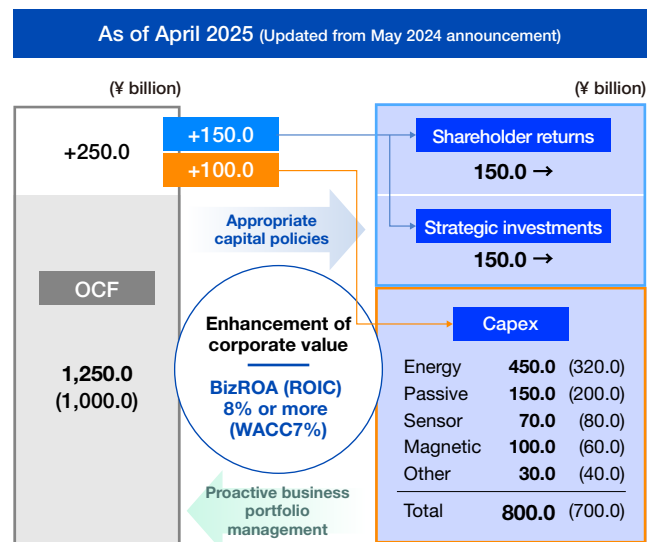 As of April 2025 (Updated from May 2024 announcement)
(¥ billion)
(¥ billion)
+250.0
+150.0
+100.0
Shareholder returns
150.0 →
Strategic investments
150.0 →
Appropriate
capital policies
OCF
1,250.0
(1,000.0)
Enhancement of
corporate value
BizROA (ROIC)
8% or more
(WACC7%)
Proactive business
portfolio
management
Capex
Energy 450.0 (320.0)
Passive 150.0 (200.0)
Sensor 70.0 (80.0)
Magnetic 100.0 (60.0)
Other 30.0 (40.0)
Total 800.0 (700.0)